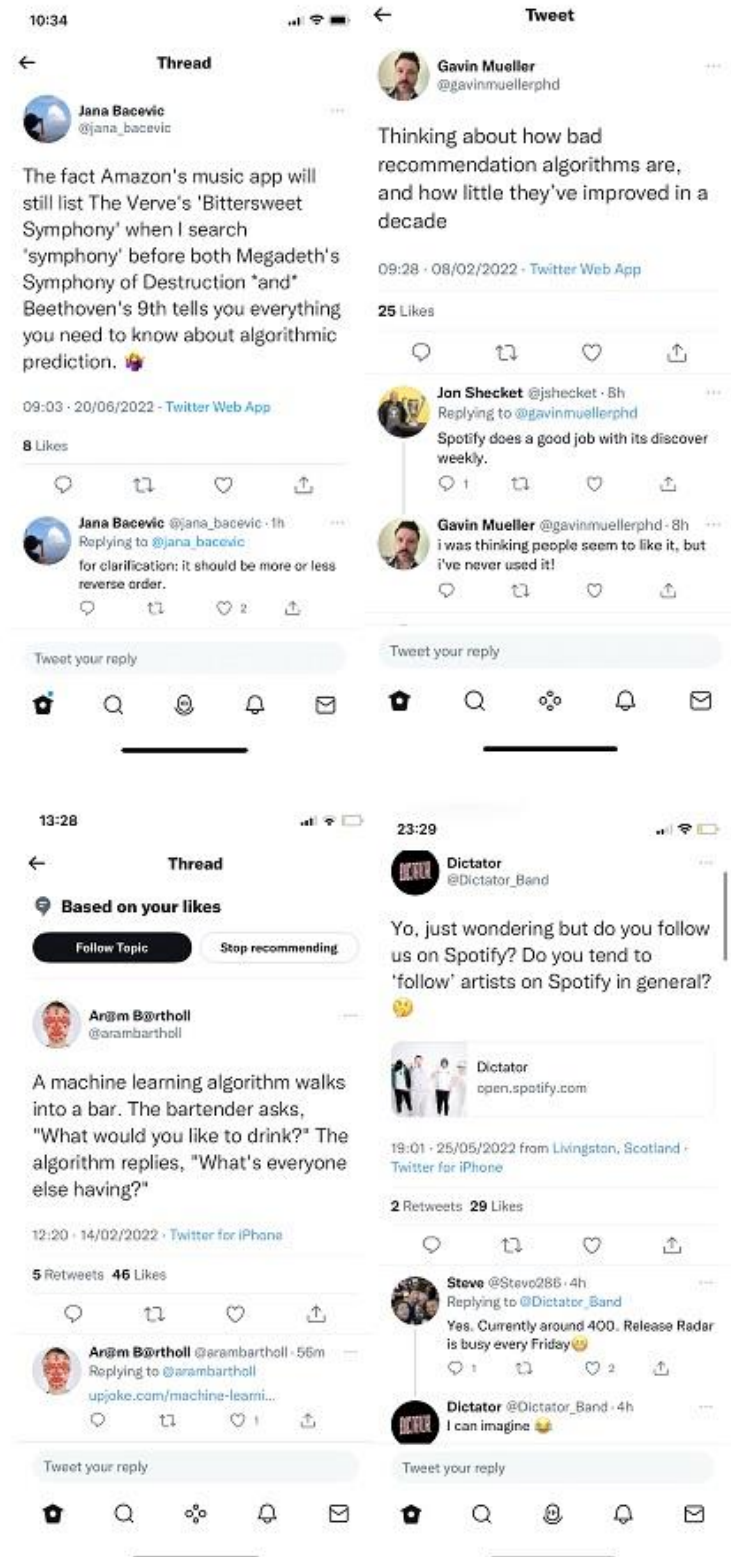 10:34
Thread
Jana Bacevic
@jana_bacevic
The fact Amazon's music app will
still list The Verve's 'Bittersweet
Symphony' when I search
'symphony' before both Megadeth's
Symphony of Destruction *and*
Beethoven's 9th tells you everything
you need to know about algorithmic
prediction. 🤷‍♀️
09:03 · 20/06/2022 · Twitter Web App
8 Likes
Jana Bacevic @jana_bacevic · 1h
Replying to @jana_bacevic
for clarification: it should be more or less
reverse order.
2
Tweet your reply
Tweet
Gavin Mueller
@gavinmuellerphd
Thinking about how bad
recommendation algorithms are,
and how little they've improved in a
decade
09:28 · 08/02/2022 · Twitter Web App
25 Likes
Jon Shecket @jshecket · 8h
Replying to @gavinmuellerphd
Spotify does a good job with its discover
weekly.
1
Gavin Mueller @gavinmuellerphd · 8h
i was thinking people seem to like it, but
i've never used it!
Tweet your reply
13:28
Thread
Based on your likes
Follow Topic
Stop recommending
Ar@m B@rtholl
@arambartholl
A machine learning algorithm walks
into a bar. The bartender asks,
"What would you like to drink?" The
algorithm replies, "What's everyone
else having?"
12:20 · 14/02/2022 · Twitter for iPhone
5 Retweets 46 Likes
Ar@m B@rtholl @arambartholl · 56m
Replying to @arambartholl
upjoke.com/machine-learni...
1
Tweet your reply
23:29
DICTATOR
Dictator
@Dictator_Band
Yo, just wondering but do you follow
us on Spotify? Do you tend to
'follow' artists on Spotify in general?
🤔
Dictator
open.spotify.com
19:01 · 25/05/2022 from Livingston, Scotland ·
Twitter for iPhone
2 Retweets 29 Likes
Steve @Stevo286 · 4h
Replying to @Dictator_Band
Yes. Currently around 400. Release Radar
is busy every Friday😬
1
2
DICTATOR
Dictator @Dictator_Band · 4h
I can imagine 😂
Tweet your reply